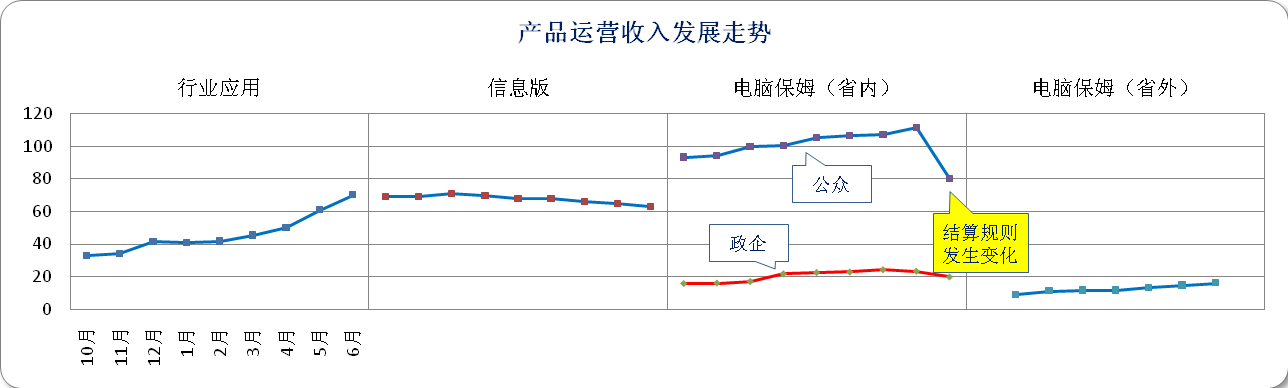 产品运营收入发展走势
行业应用
信息版
电脑保姆（省内）
电脑保姆（省外）
120
100
80
60
40
20
0
公众
政企
结算规则
发生变化
10月
11月
12月
1月
2月
3月
4月
5月
6月